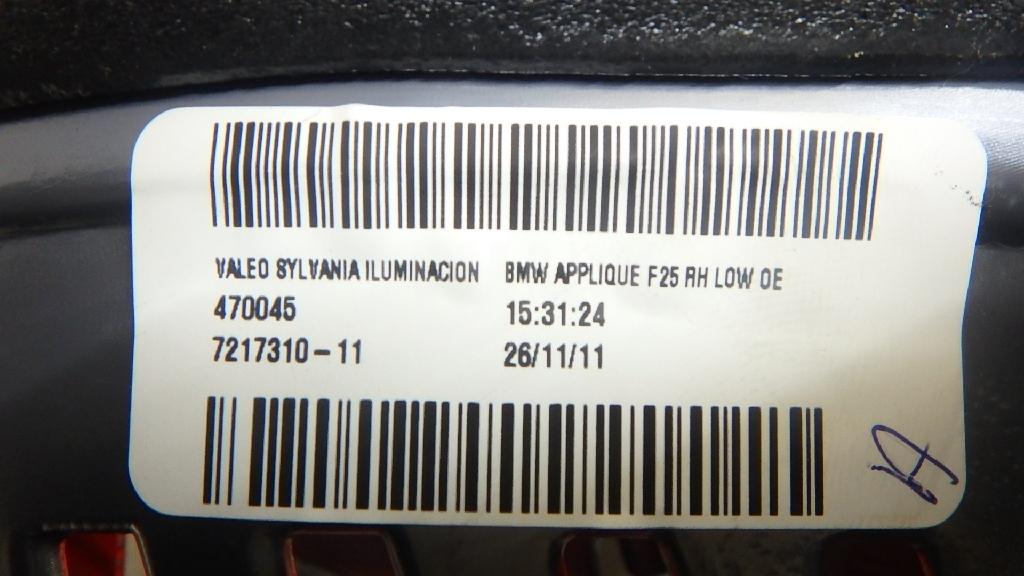 VALEO SYLVANIA ILUMINACION BMW APPLIQUE F25 RH LOW OE
470045 15:31:24
7217310-11 26/11/11